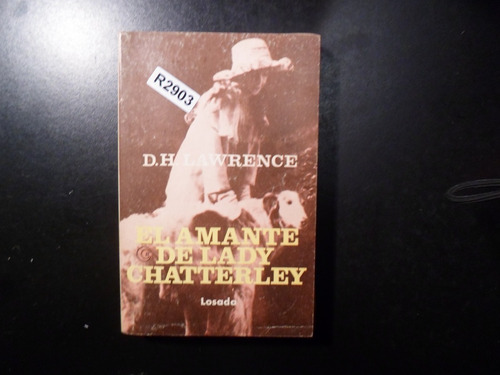 R2903
D.H. LAWRENCE
EL AMANTE
DE LADY
CHATTERLEY
Losada